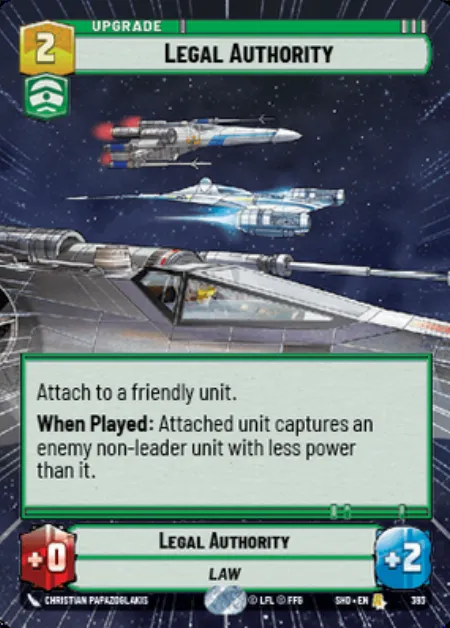 UPGRADE
2
LEGAL AUTHORITY
Attach to a friendly unit.
When Played: Attached unit captures an
enemy non-leader unit with less power
than it.
+0
LEGAL AUTHORITY
+2
LAW
CHRISTIAN PAPAZOGLAKIS
© LFL © FFG
SHD • EN
393